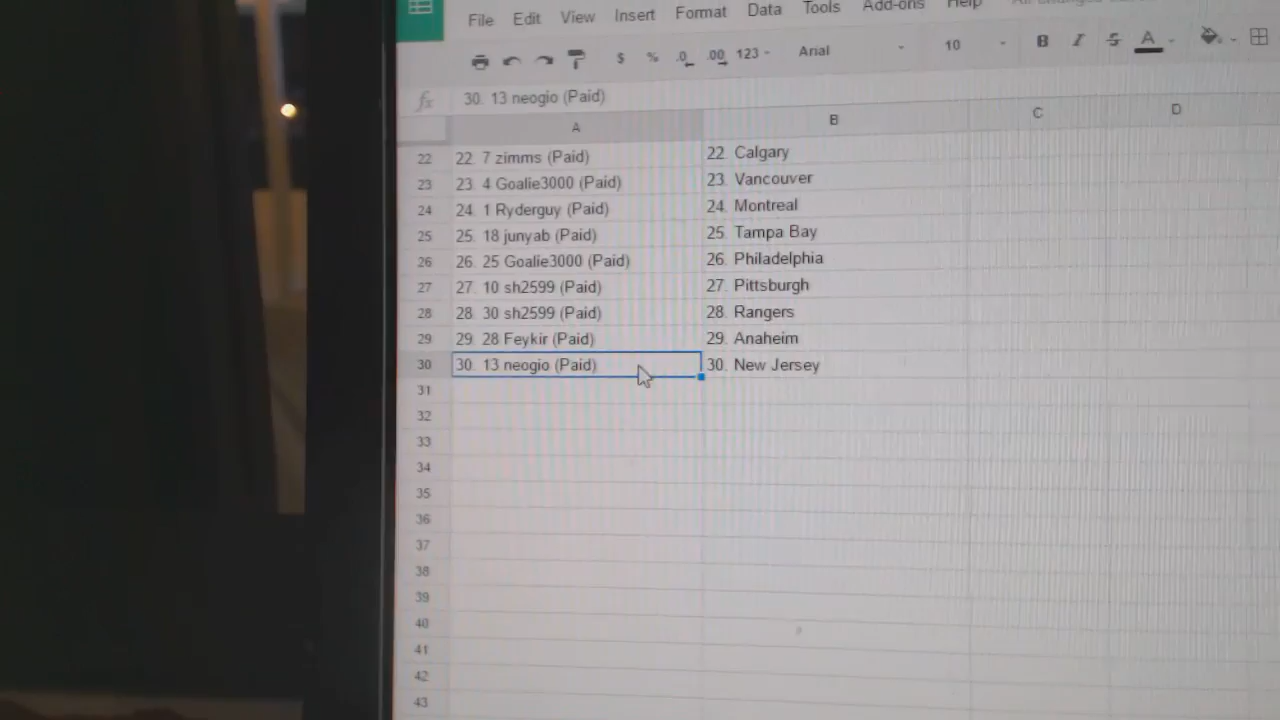 File Edit View Insert Format Data Tools Add-ons Help
$ % .0 .00 123 Arial 10 B I S A
fx 30. 13 neogio (Paid)
A B C D
22 22. 7 zimms (Paid) 22. Calgary
23 23. 4 Goalie3000 (Paid) 23. Vancouver
24 24. 1 Ryderguy (Paid) 24. Montreal
25 25. 18 junyab (Paid) 25. Tampa Bay
26 26. 25 Goalie3000 (Paid) 26. Philadelphia
27 27. 10 sh2599 (Paid) 27. Pittsburgh
28 28. 30 sh2599 (Paid) 28. Rangers
29 29. 28 Feykir (Paid) 29. Anaheim
30 30. 13 neogio (Paid) 30. New Jersey
31
32
33
34
35
36
37
38
39
40
41
42
43